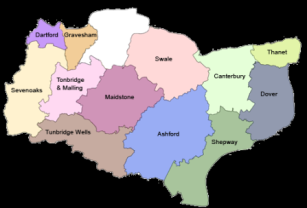 Dartford
Gravesham
Thanet
Swale
Sevenoaks
Tonbridge
& Malling
Canterbury
Maidstone
Dover
Tunbridge Wells
Ashford
Shepway